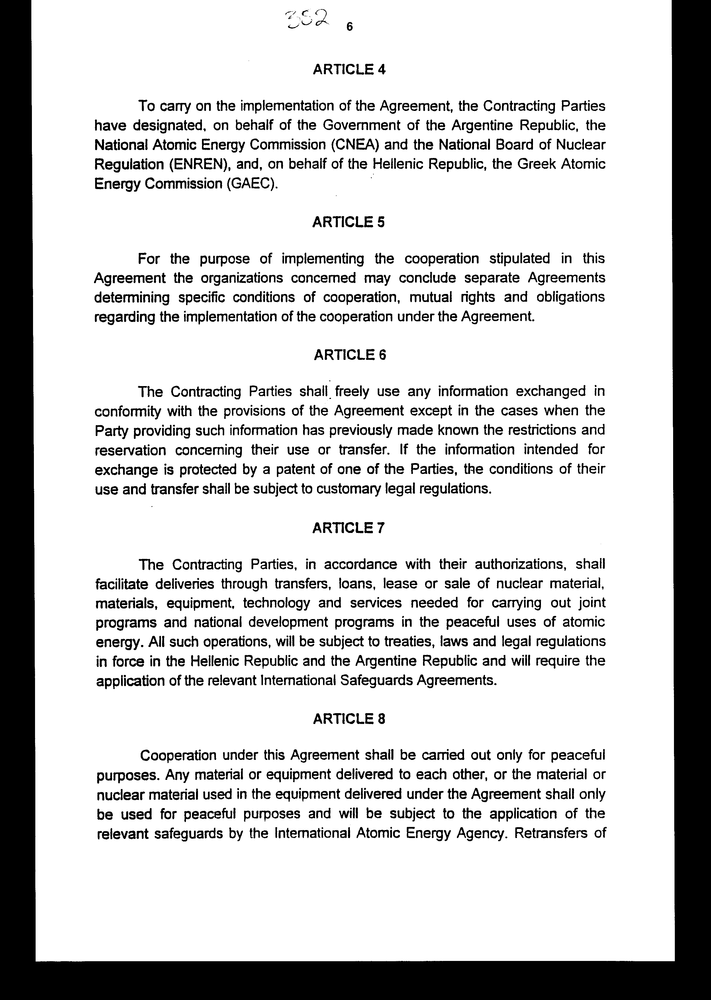 352
6
ARTICLE 4
To carry on the implementation of the Agreement, the Contracting Parties
have designated, on behalf of the Government of the Argentine Republic, the
National Atomic Energy Commission (CNEA) and the National Board of Nuclear
Regulation (ENREN), and, on behalf of the Hellenic Republic, the Greek Atomic
Energy Commission (GAEC).
ARTICLE 5
For the purpose of implementing the cooperation stipulated in this
Agreement the organizations concerned may conclude separate Agreements
determining specific conditions of cooperation, mutual rights and obligations
regarding the implementation of the cooperation under the Agreement.
ARTICLE 6
The Contracting Parties shall freely use any information exchanged in
conformity with the provisions of the Agreement except in the cases when the
Party providing such information has previously made known the restrictions and
reservation concerning their use or transfer. If the information intended for
exchange is protected by a patent of one of the Parties, the conditions of their
use and transfer shall be subject to customary legal regulations.
ARTICLE 7
The Contracting Parties, in accordance with their authorizations, shall
facilitate deliveries through transfers, loans, lease or sale of nuclear material,
materials, equipment, technology and services needed for carrying out joint
programs and national development programs in the peaceful uses of atomic
energy. All such operations, will be subject to treaties, laws and legal regulations
in force in the Hellenic Republic and the Argentine Republic and will require the
application of the relevant International Safeguards Agreements.
ARTICLE 8
Cooperation under this Agreement shall be carried out only for peaceful
purposes. Any material or equipment delivered to each other, or the material or
nuclear material used in the equipment delivered under the Agreement shall only
be used for peaceful purposes and will be subject to the application of the
relevant safeguards by the International Atomic Energy Agency. Retransfers of